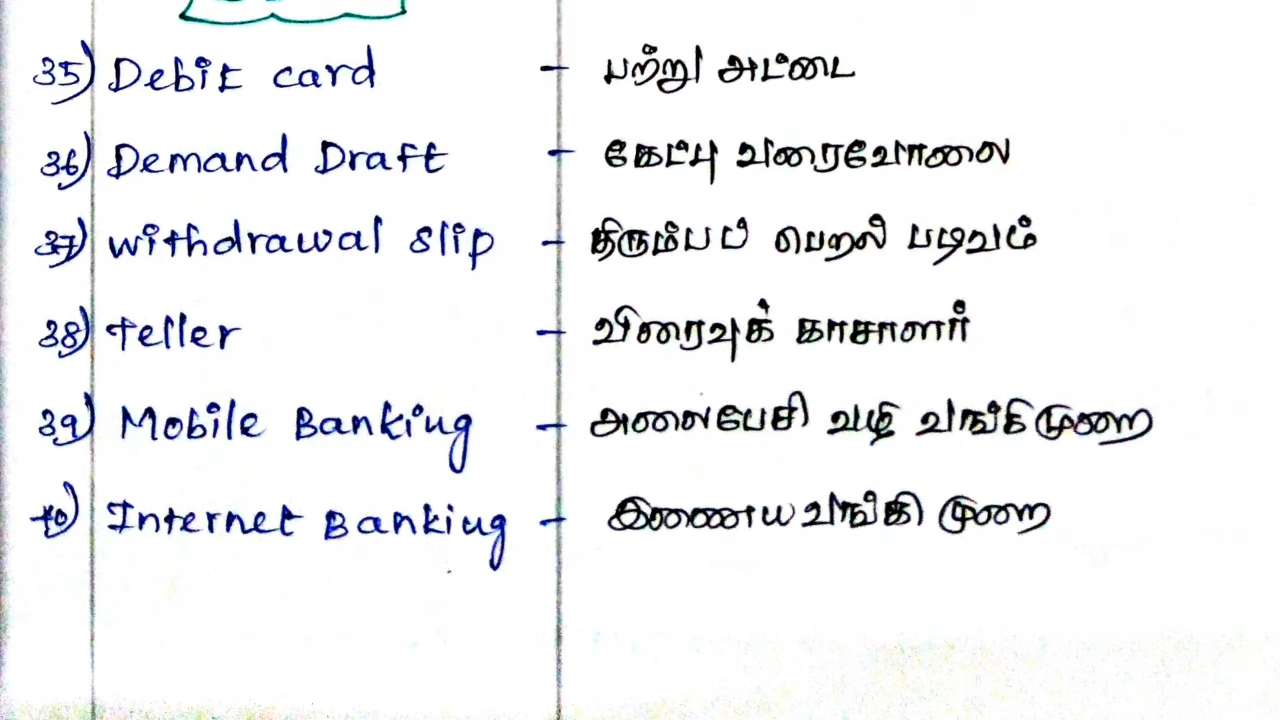 35) Debit card - பற்று அட்டை
36) Demand Draft - கேட்பு வரைவோலை
37) withdrawal slip - திரும்பப் பெறல் படிவம்
38) Teller - விரைவுக் காசாளர்
39) Mobile Banking - அலைபேசி வழி வங்கி முறை
40) Internet Banking - இணைய வங்கி முறை